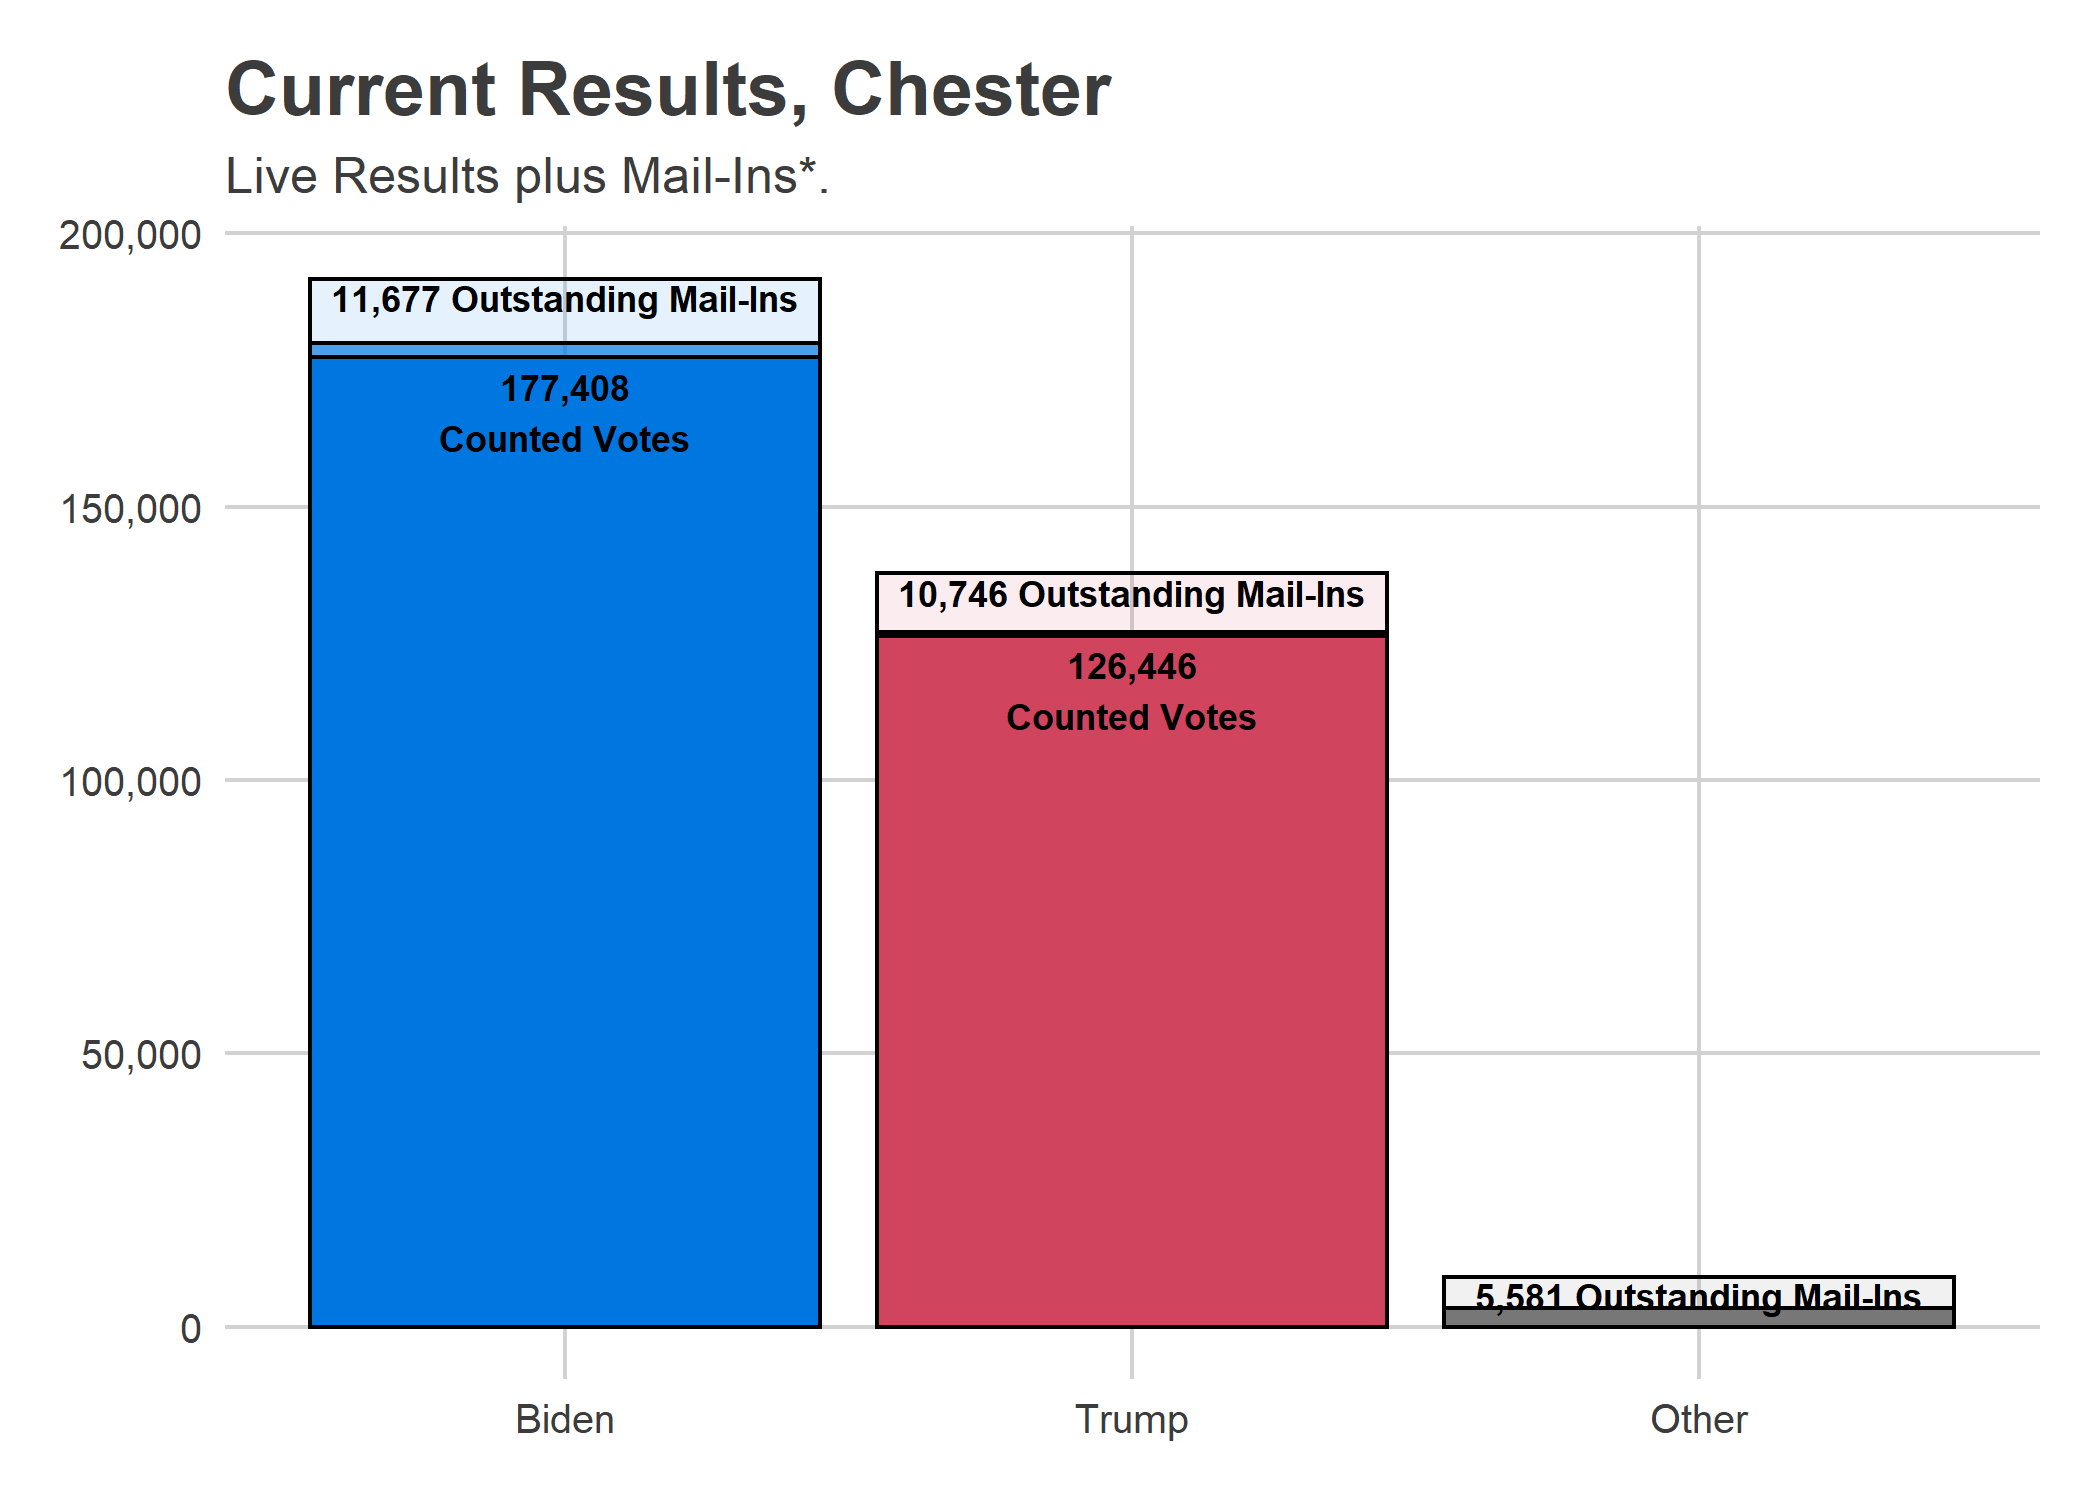 Current Results, Chester
Live Results plus Mail-Ins*.
200,000
150,000
100,000
50,000
0
11,677 Outstanding Mail-Ins
177,408
Counted Votes
10,746 Outstanding Mail-Ins
126,446
Counted Votes
5,581 Outstanding Mail-Ins
Biden
Trump
Other